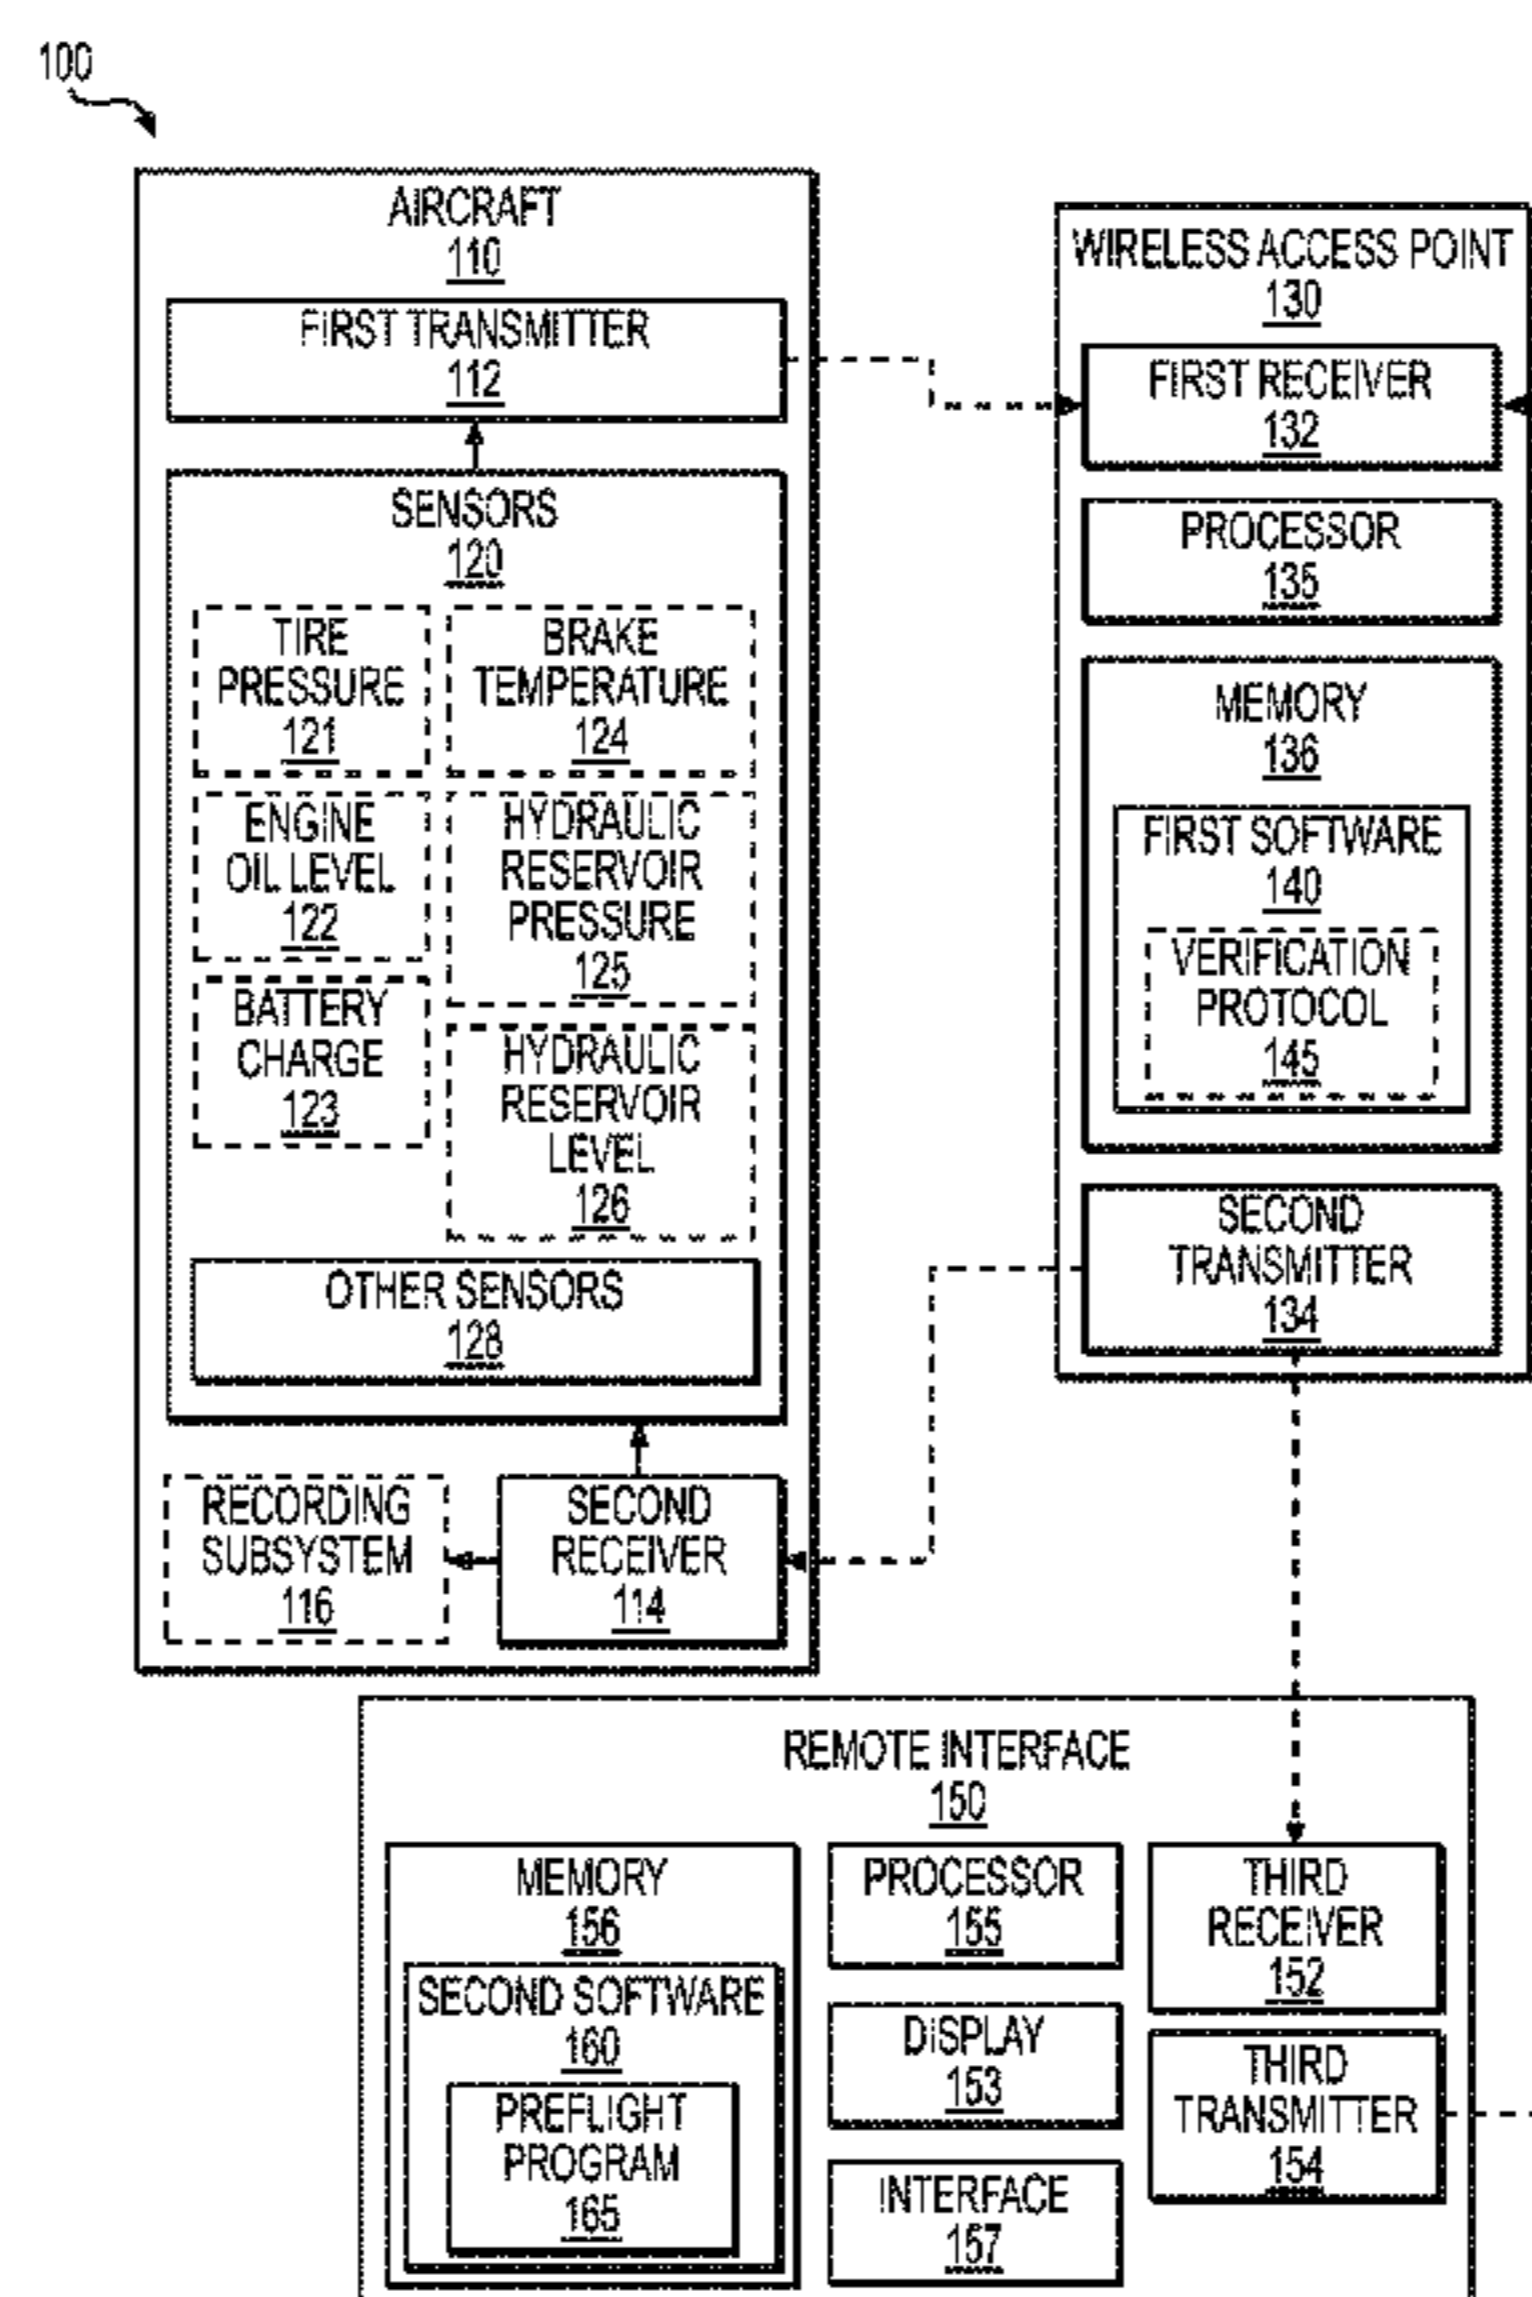 100
AIRCRAFT
110
FIRST TRANSMITTER
112
SENSORS
120
TIRE
PRESSURE
121
BRAKE
TEMPERATURE
124
ENGINE
OIL LEVEL
122
HYDRAULIC
RESERVOIR
PRESSURE
125
BATTERY
CHARGE
123
HYDRAULIC
RESERVOIR
LEVEL
126
OTHER SENSORS
128
RECORDING
SUBSYSTEM
116
SECOND
RECEIVER
114
WIRELESS ACCESS POINT
130
FIRST RECEIVER
132
PROCESSOR
135
MEMORY
136
FIRST SOFTWARE
140
VERIFICATION
PROTOCOL
145
SECOND
TRANSMITTER
134
REMOTE INTERFACE
150
MEMORY
156
SECOND SOFTWARE
160
PREFLIGHT
PROGRAM
165
PROCESSOR
155
DISPLAY
153
INTERFACE
157
THIRD
RECEIVER
152
THIRD
TRANSMITTER
154